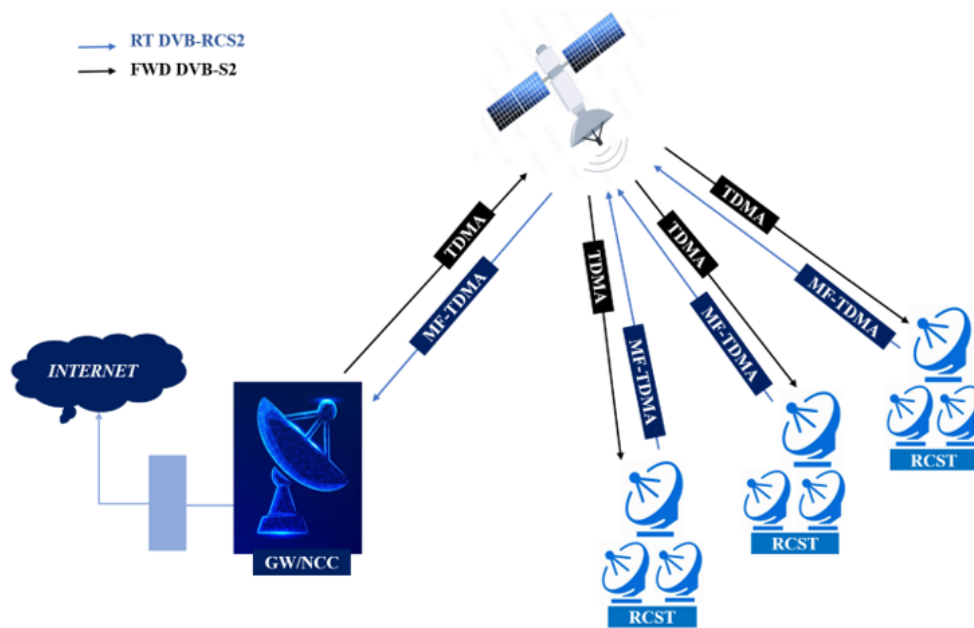 RT DVB-RCS2
FWD DVB-S2
TDMA
MF-TDMA
TDMA
MF-TDMA
TDMA
MF-TDMA
TDMA
MF-TDMA
INTERNET
GW/NCC
RCST
RCST
RCST